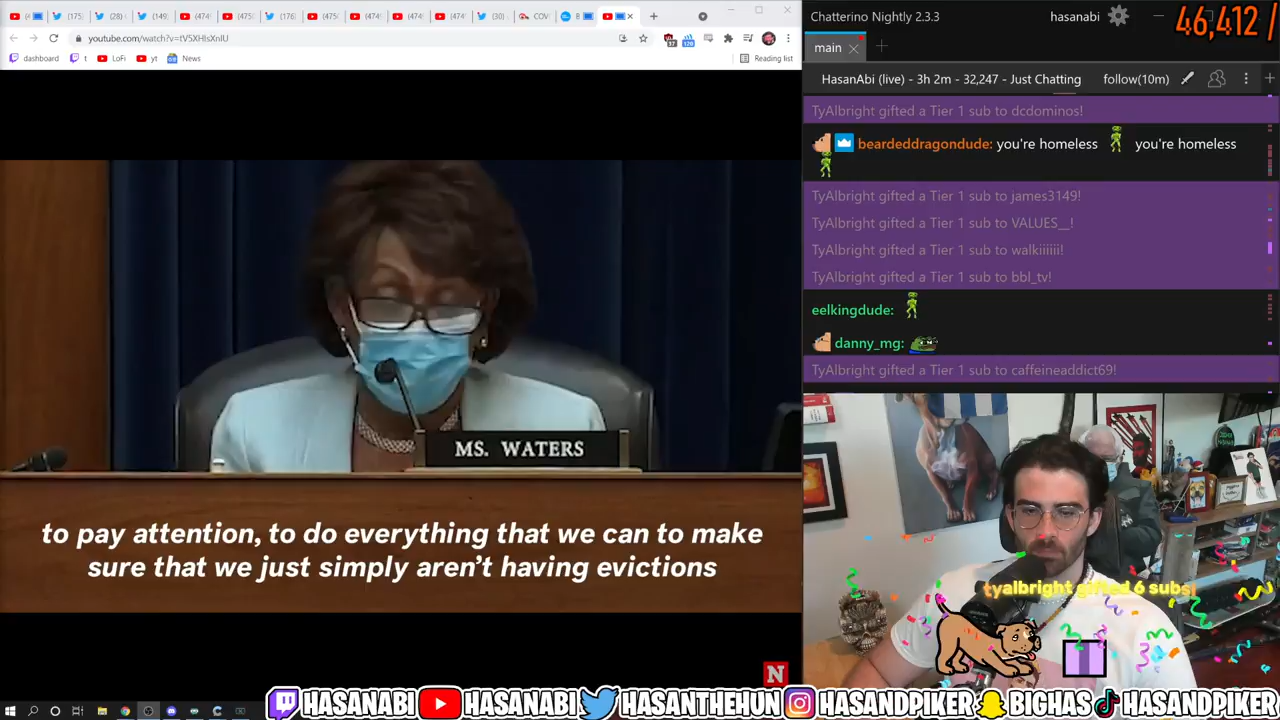 youtube.com/watch?v=tV5XHlsXnlU
dashboard
t
LoFi
yt
News
Reading list
MS. WATERS
to pay attention, to do everything that we can to make
sure that we just simply aren't having evictions
N
Chatterino Nightly 2.3.3
hasanabi
46,412 /
main
HasanAbi (live) - 3h 2m - 32,247 - Just Chatting
follow(10m)
TyAlbright gifted a Tier 1 sub to dcdominos!
beardeddragondude: you're homeless you're homeless
TyAlbright gifted a Tier 1 sub to james3149!
TyAlbright gifted a Tier 1 sub to VALUES__!
TyAlbright gifted a Tier 1 sub to walkiiiiii!
TyAlbright gifted a Tier 1 sub to bbl_tv!
eelkingdude:
danny_mg:
TyAlbright gifted a Tier 1 sub to caffeineaddict69!
tyalbright gifted 6 subs!
HASANABI HASANABI HASANTHEHUN HASANDPIKER BIGHAS HASANDPIKER